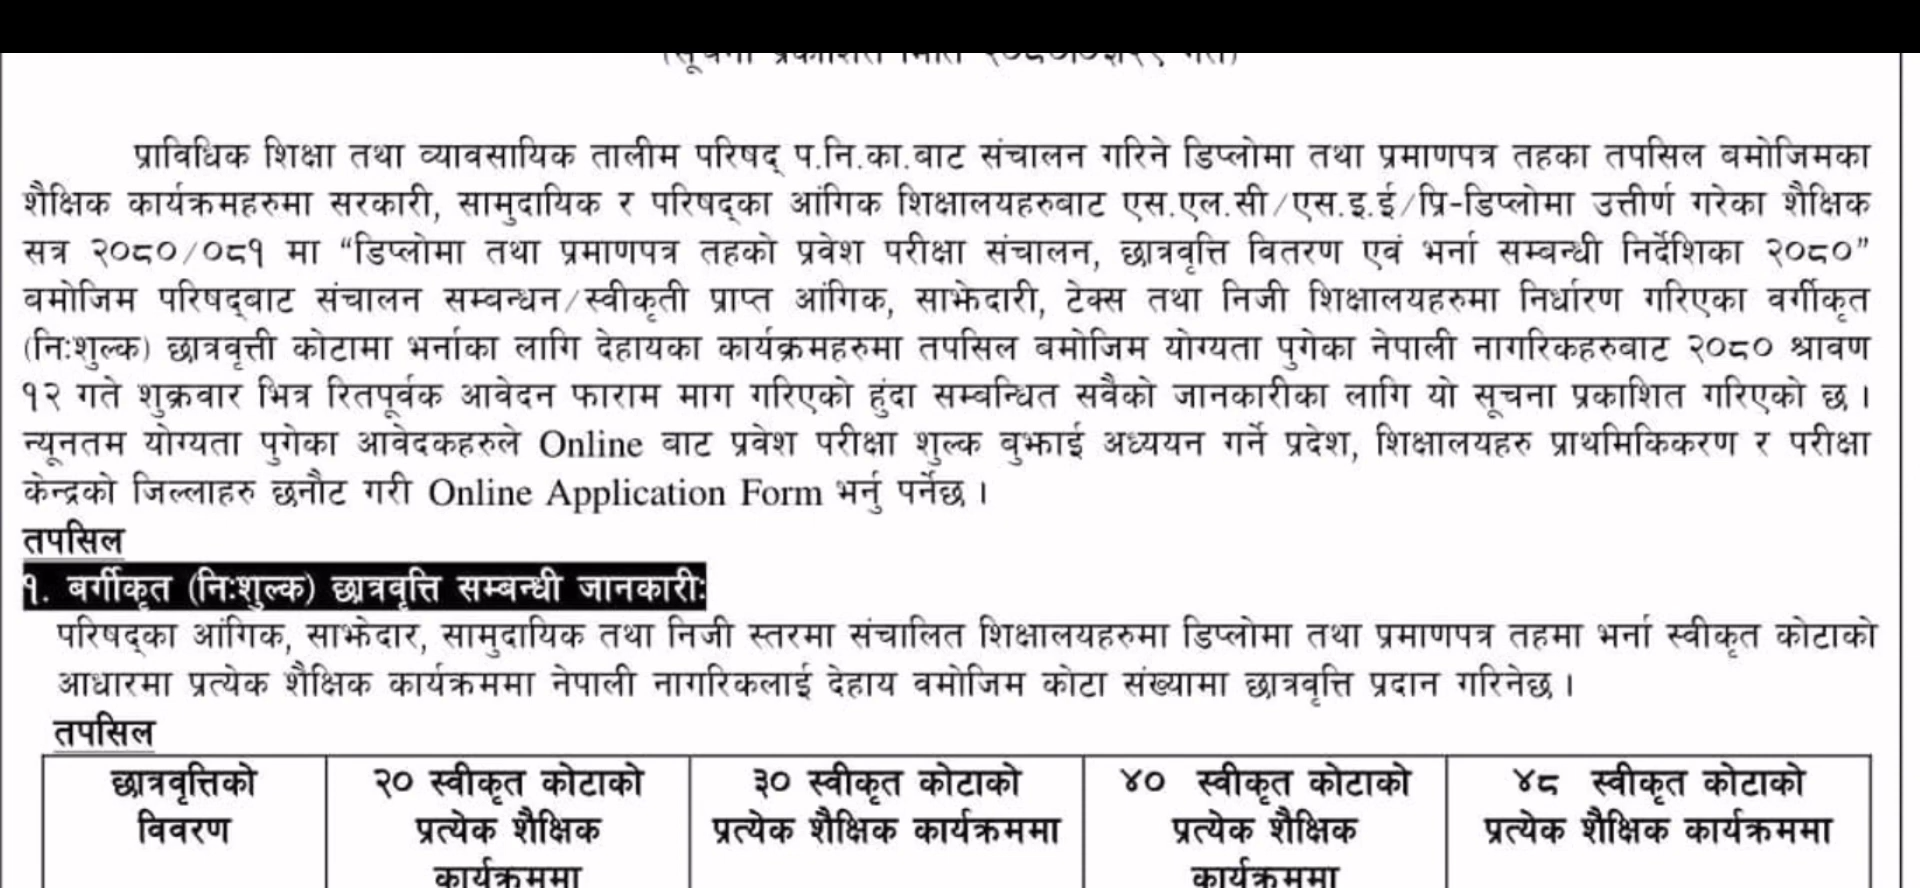 प्राविधिक शिक्षा तथा व्यावसायिक तालीम परिषद् प.नि.का.बाट संचालन गरिने डिप्लोमा तथा प्रमाणपत्र तहका तपसिल बमोजिमका
शैक्षिक कार्यक्रमहरुमा सरकारी, सामुदायिक र परिषद्का आंगिक शिक्षालयहरुबाट एस.एल.सी/एस.इ.ई/प्रि-डिप्लोमा उत्तीर्ण गरेका शैक्षिक
सत्र २०८०/०८१ मा “डिप्लोमा तथा प्रमाणपत्र तहको प्रवेश परीक्षा संचालन, छात्रवृत्ति वितरण एवं भर्ना सम्बन्धी निर्देशिका २०८०”
बमोजिम परिषद्बाट संचालन सम्बन्धन/स्वीकृती प्राप्त आंगिक, साझेदारी, टेक्स तथा निजी शिक्षालयहरुमा निर्धारण गरिएका वर्गीकृत
(नि:शुल्क) छात्रवृत्ती कोटामा भर्नाका लागि देहायका कार्यक्रमहरुमा तपसिल बमोजिम योग्यता पुगेका नेपाली नागरिकहरुबाट २०८० श्रावण
१२ गते शुक्रवार भित्र रितपूर्वक आवेदन फाराम माग गरिएको हुंदा सम्बन्धित सवैको जानकारीका लागि यो सूचना प्रकाशित गरिएको छ ।
न्यूनतम योग्यता पुगेका आवेदकहरुले Online बाट प्रवेश परीक्षा शुल्क बुझाई अध्ययन गर्ने प्रदेश, शिक्षालयहरु प्राथमिकिकरण र परीक्षा
केन्द्रको जिल्लाहरु छनौट गरी Online Application Form भर्नु पर्नेछ ।
तपसिल
१. बर्गीकृत (नि:शुल्क) छात्रवृत्ति सम्बन्धी जानकारी:
परिषद्का आंगिक, साझेदार, सामुदायिक तथा निजी स्तरमा संचालित शिक्षालयहरुमा डिप्लोमा तथा प्रमाणपत्र तहमा भर्ना स्वीकृत कोटाको
आधारमा प्रत्येक शैक्षिक कार्यक्रममा नेपाली नागरिकलाई देहाय बमोजिम कोटा संख्यामा छात्रवृत्ति प्रदान गरिनेछ ।
तपसिल
छात्रवृत्तिको
विवरण
२० स्वीकृत कोटाको
प्रत्येक शैक्षिक
कार्यक्रममा
३० स्वीकृत कोटाको
प्रत्येक शैक्षिक कार्यक्रममा
४० स्वीकृत कोटाको
प्रत्येक शैक्षिक
कार्यक्रममा
४८ स्वीकृत कोटाको
प्रत्येक शैक्षिक कार्यक्रममा